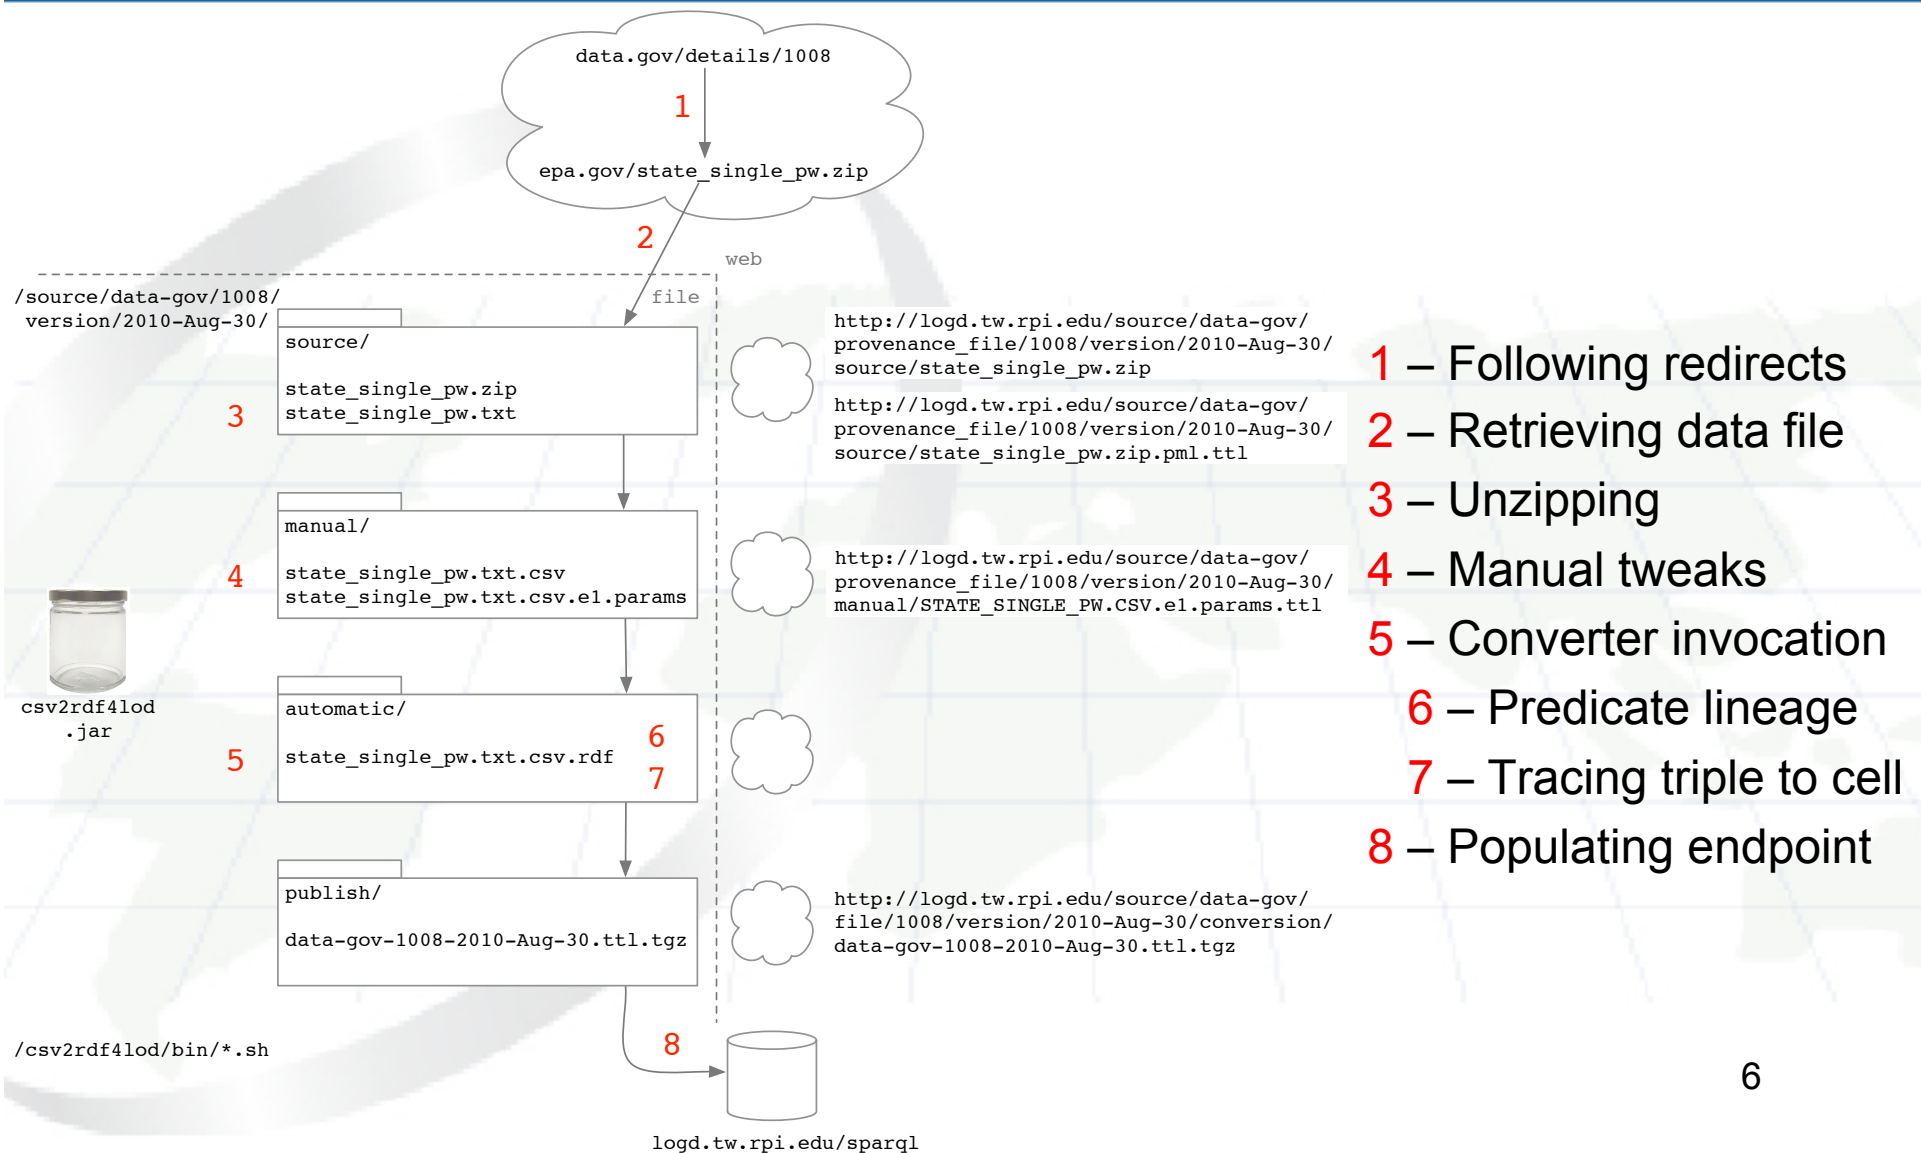 data.gov/details/1008
1
epa.gov/state_single_pw.zip
2
web
file
/source/data-gov/1008/
version/2010-Aug-30/
source/
state_single_pw.zip
state_single_pw.txt
3
http://logd.tw.rpi.edu/source/data-gov/
provenance_file/1008/version/2010-Aug-30/
source/state_single_pw.zip
http://logd.tw.rpi.edu/source/data-gov/
provenance_file/1008/version/2010-Aug-30/
source/state_single_pw.zip.pml.ttl
manual/
state_single_pw.txt.csv
state_single_pw.txt.csv.e1.params
4
http://logd.tw.rpi.edu/source/data-gov/
provenance_file/1008/version/2010-Aug-30/
manual/STATE_SINGLE_PW.CSV.e1.params.ttl
csv2rdf4lod
.jar
automatic/
state_single_pw.txt.csv.rdf
5
6
7
publish/
data-gov-1008-2010-Aug-30.ttl.tgz
http://logd.tw.rpi.edu/source/data-gov/
file/1008/version/2010-Aug-30/conversion/
data-gov-1008-2010-Aug-30.ttl.tgz
/csv2rdf4lod/bin/*.sh
8
logd.tw.rpi.edu/sparql
1 – Following redirects
2 – Retrieving data file
3 – Unzipping
4 – Manual tweaks
5 – Converter invocation
6 – Predicate lineage
7 – Tracing triple to cell
8 – Populating endpoint
6